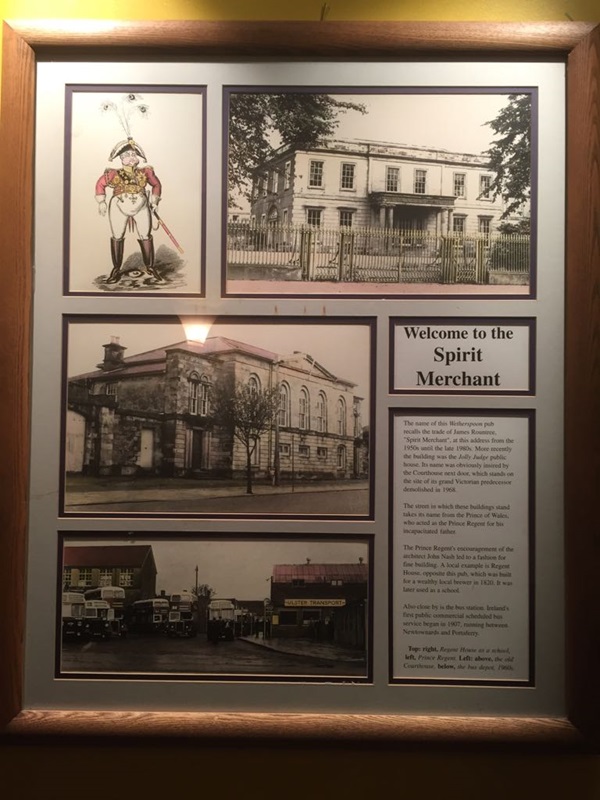 ULSTER TRANSPORT
Welcome to the
Spirit
Merchant
The name of this Wetherspoon pub
recalls the trade of James Rountree,
"Spirit Merchant", at this address from the
1950s until the late 1980s. More recently
the building was the Jolly Judge public
house. Its name was obviously insired by
the Courthouse next door, which stands on
the site of its grand Victorian predecessor
demolished in 1968.
The street in which these buildings stand
takes its name from the Prince of Wales,
who acted as the Prince Regent for his
incapacitated father.
The Prince Regent's encouragement of the
architect John Nash led to a fashion for
fine building. A local example is Regent
House, opposite this pub, which was built
for a wealthy local brewer in 1820. It was
later used as a school.
Also close by is the bus station. Ireland's
first public commercial scheduled bus
service began in 1907, running between
Newtownards and Portaferry.
Top: right, Regent House as a school,
left, Prince Regent. Left: above, the old
Courthouse, below, the bus depot, 1960s.